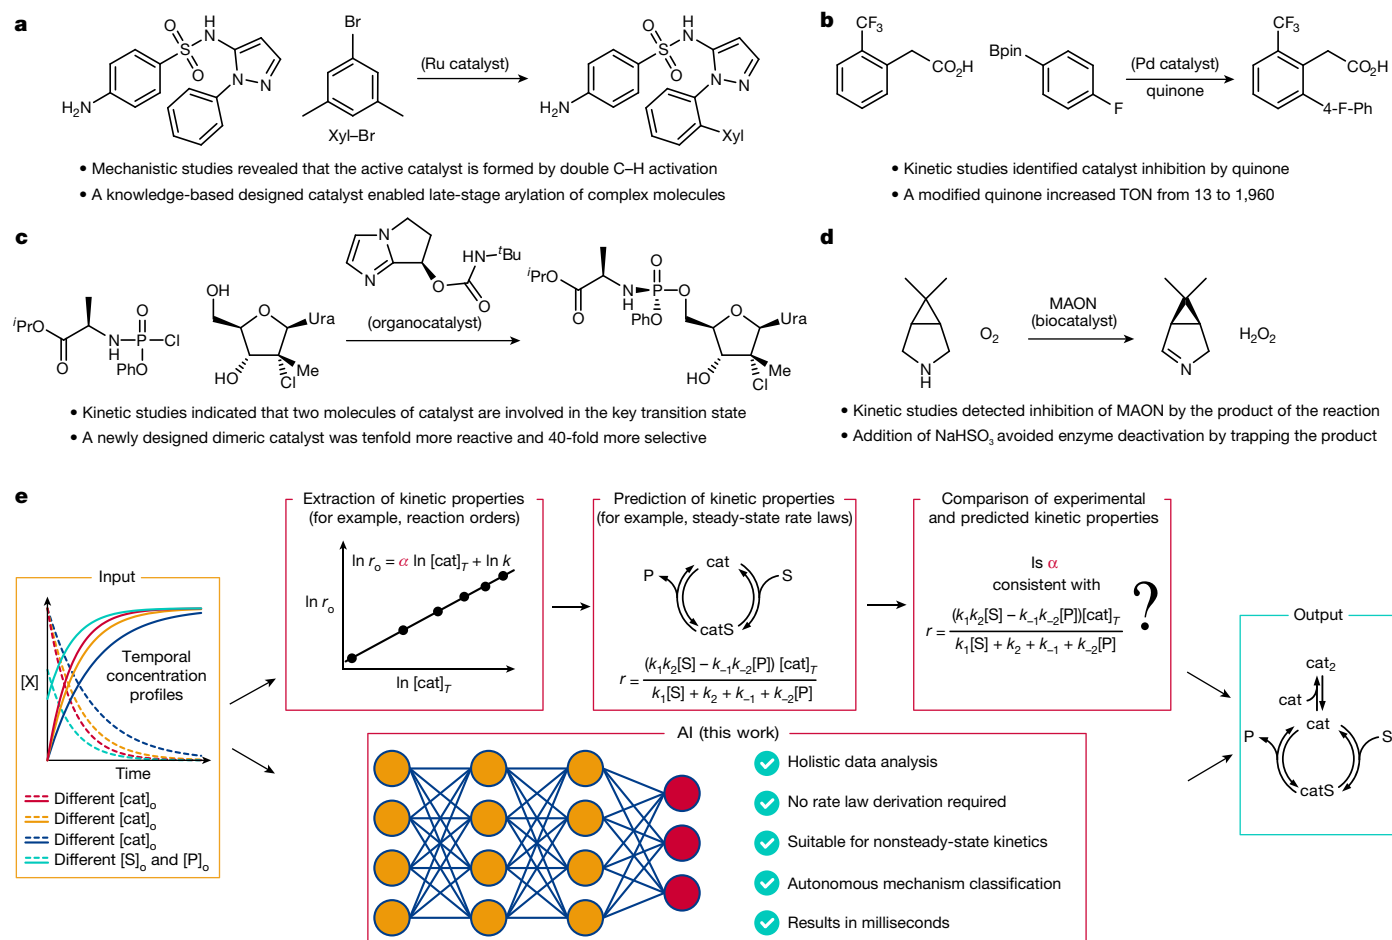 a
H₂N
S
O
O
NH
N
N
Br
Xyl–Br
(Ru catalyst)
H₂N
S
O
O
NH
N
N
Xyl
• Mechanistic studies revealed that the active catalyst is formed by double C–H activation
• A knowledge-based designed catalyst enabled late-stage arylation of complex molecules
b
CF₃
CO₂H
Bpin
F
(Pd catalyst)
quinone
CF₃
CO₂H
4-F-Ph
• Kinetic studies identified catalyst inhibition by quinone
• A modified quinone increased TON from 13 to 1,960
c
ⁱPrO
O
N
H
P
O
Cl
PhO
OH
O
Ura
HO
Me
Cl
N
N
O
O
NH
ᵗBu
(organocatalyst)
ⁱPrO
O
N
H
P
O
O
PhO
O
Ura
HO
Me
Cl
• Kinetic studies indicated that two molecules of catalyst are involved in the key transition state
• A newly designed dimeric catalyst was tenfold more reactive and 40-fold more selective
d
N
H
O₂
MAON
(biocatalyst)
N
H₂O₂
• Kinetic studies detected inhibition of MAON by the product of the reaction
• Addition of NaHSO₃ avoided enzyme deactivation by trapping the product
e
Input
[X]
Temporal
concentration
profiles
Time
Different [cat]ₒ
Different [cat]ₒ
Different [cat]ₒ
Different [S]ₒ and [P]ₒ
Extraction of kinetic properties
(for example, reaction orders)
ln rₒ = α ln [cat]_T + ln k
ln rₒ
ln [cat]_T
Prediction of kinetic properties
(for example, steady-state rate laws)
cat
P
S
catS
r = (k₁k₂[S] – k₋₁k₋₂[P]) [cat]_T / k₁[S] + k₂ + k₋₁ + k₋₂[P]
Comparison of experimental
and predicted kinetic properties
Is α
consistent with
r = (k₁k₂[S] – k₋₁k₋₂[P])[cat]_T / k₁[S] + k₂ + k₋₁ + k₋₂[P]
?
AI (this work)
Holistic data analysis
No rate law derivation required
Suitable for nonsteady-state kinetics
Autonomous mechanism classification
Results in milliseconds
Output
cat₂
cat
cat
P
S
catS